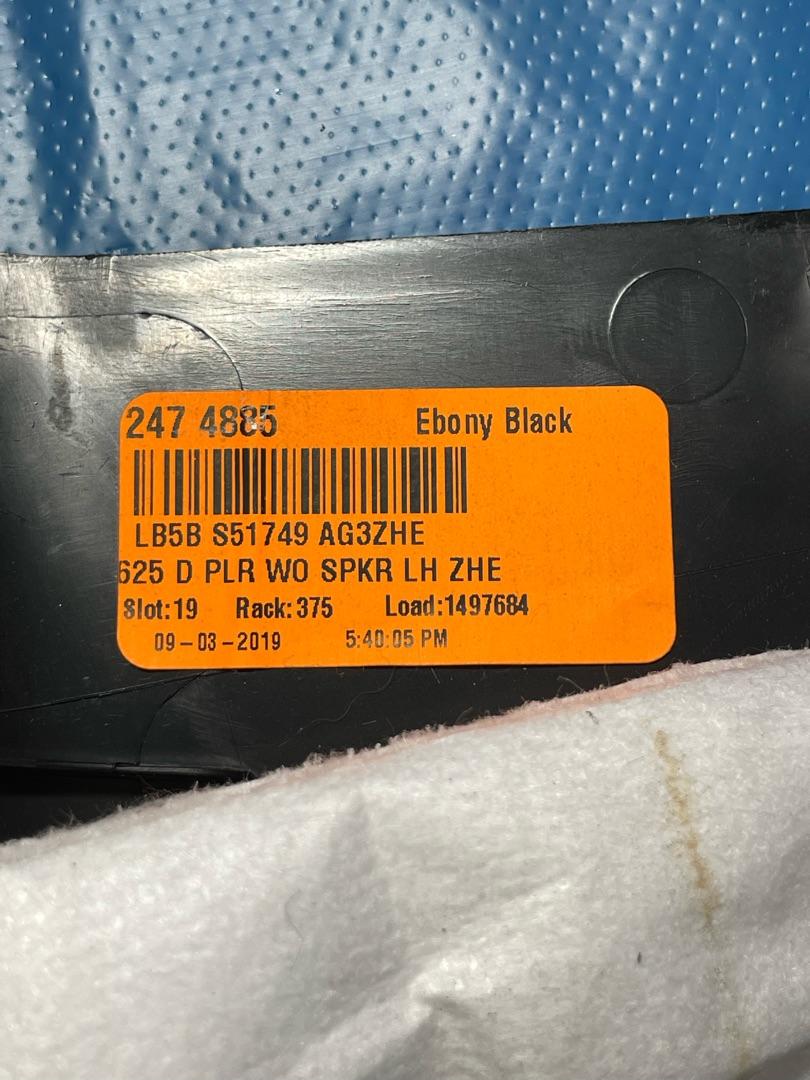 247 4885 Ebony Black
LB5B S51749 AG3ZHE
625 D PLR WO SPKR LH ZHE
Slot:19 Rack:375 Load:1497684
09-03-2019 5:40:05 PM